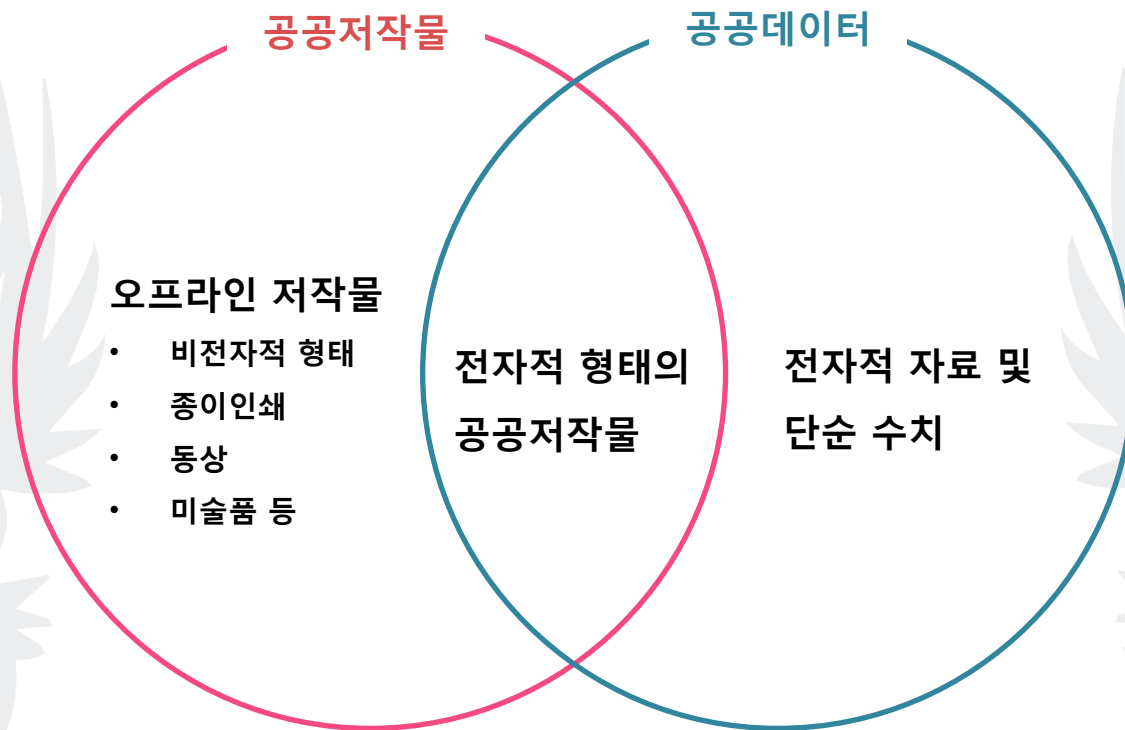 공공저작물
공공데이터
오프라인 저작물
• 비전자적 형태
• 종이인쇄
• 동상
• 미술품 등
전자적 형태의
공공저작물
전자적 자료 및
단순 수치